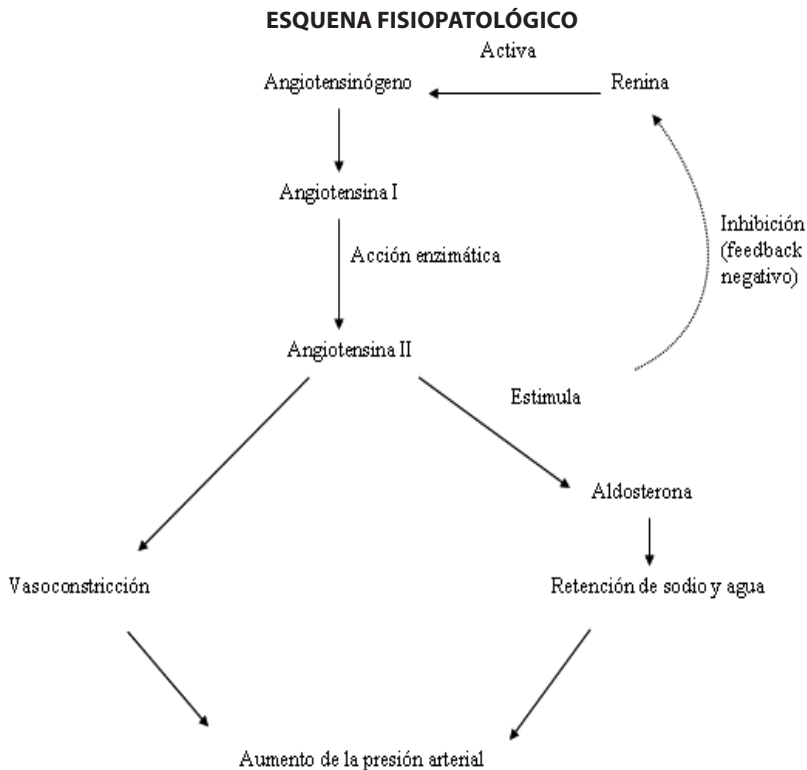 ESQUENA FISIOPATOLÓGICO
Activa
Angiotensinógeno
Renina
Angiotensina I
Inhibición
(feedback
negativo)
Acción enzimática
Angiotensina II
Estimula
Aldosterona
Vasoconstricción
Retención de sodio y agua
Aumento de la presión arterial